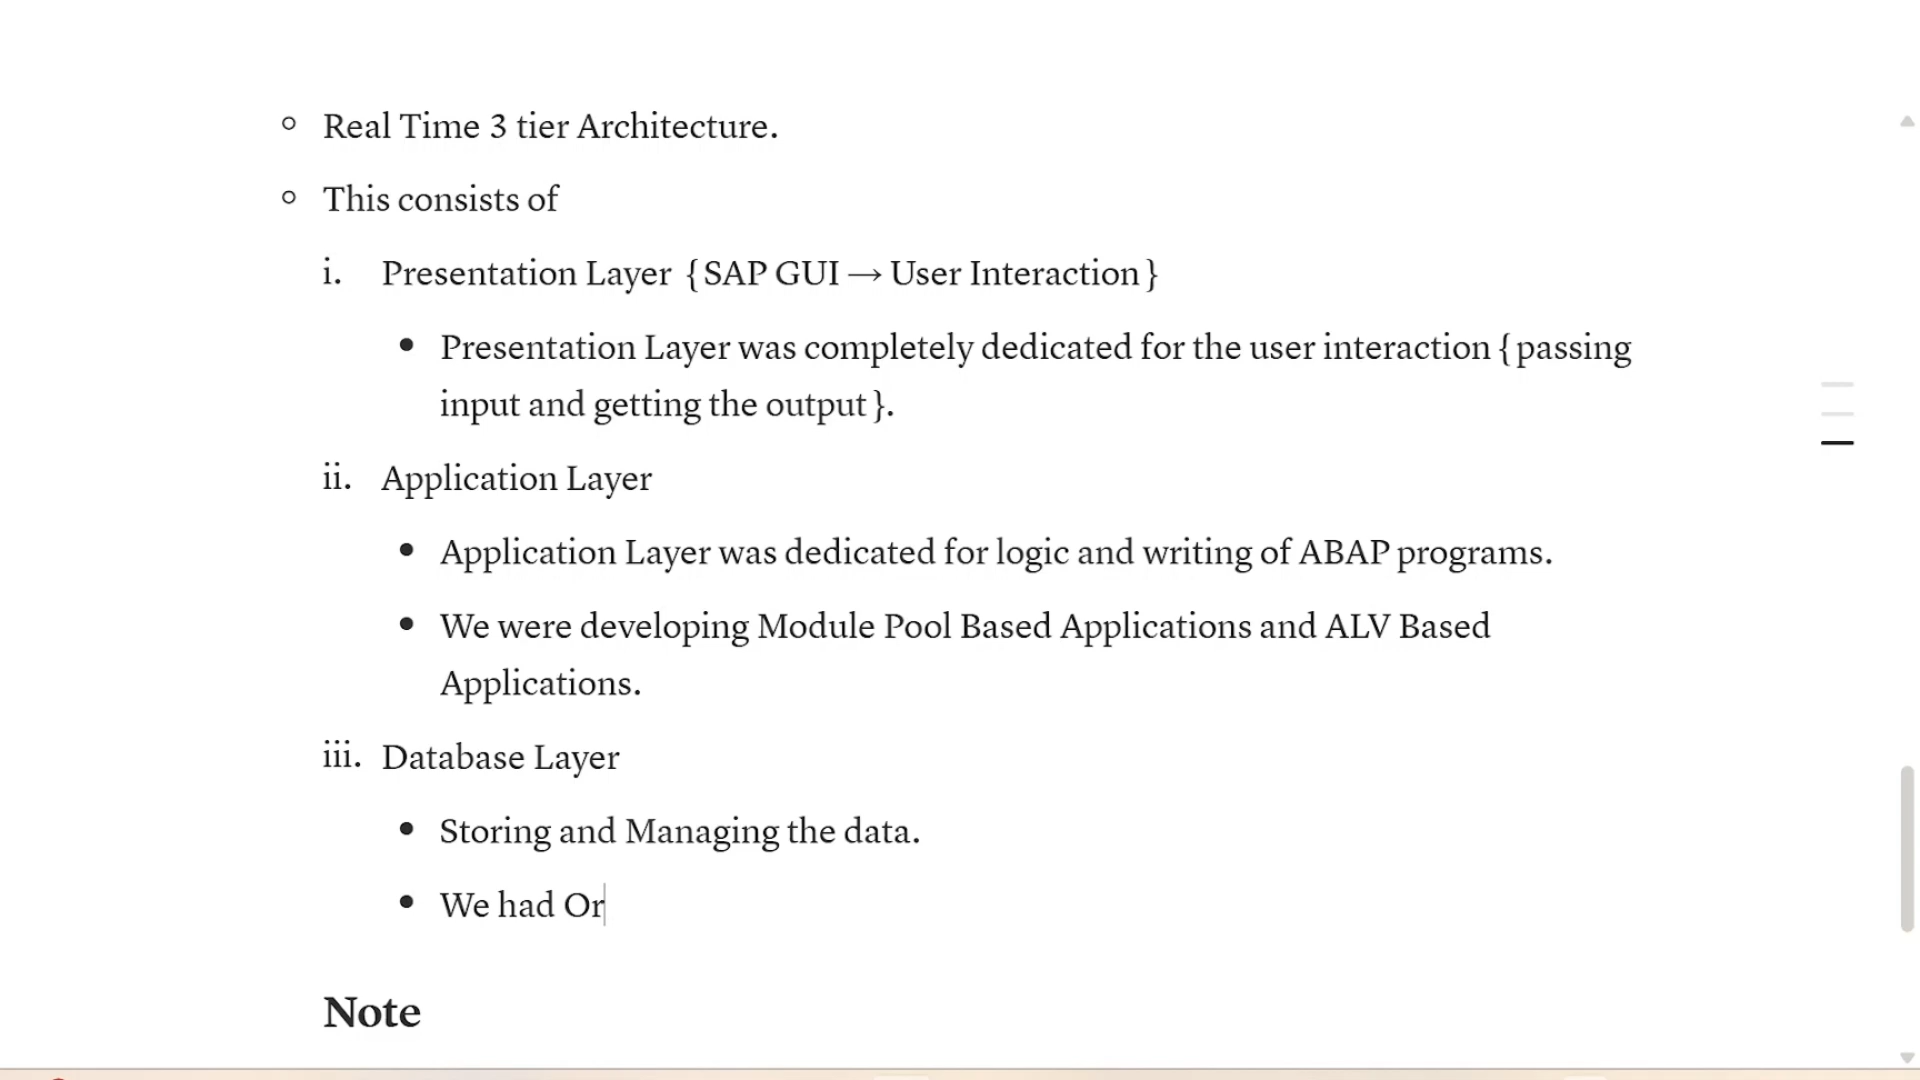 Real Time 3 tier Architecture.
This consists of
i. Presentation Layer {SAP GUI → User Interaction}
Presentation Layer was completely dedicated for the user interaction {passing
input and getting the output}.
ii. Application Layer
Application Layer was dedicated for logic and writing of ABAP programs.
We were developing Module Pool Based Applications and ALV Based
Applications.
iii. Database Layer
Storing and Managing the data.
We had Or
Note